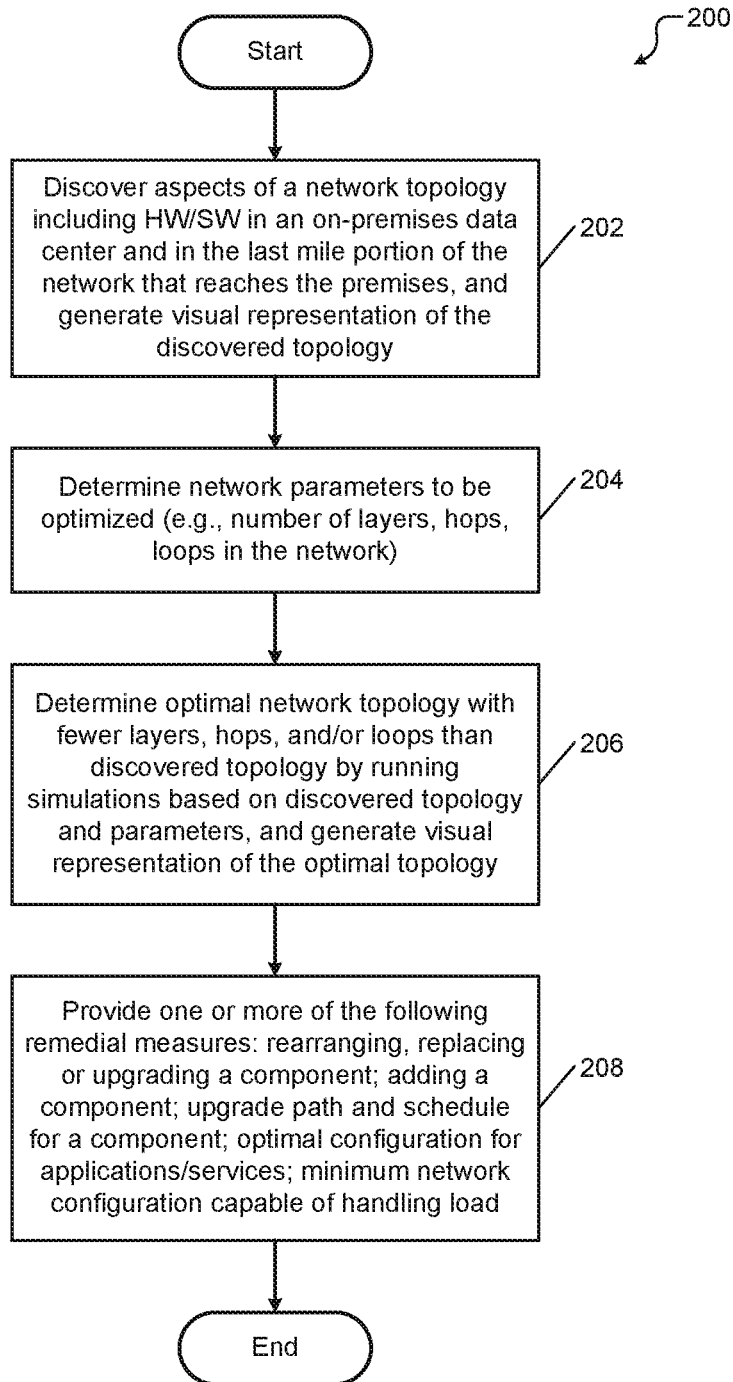 200
Start
Discover aspects of a network topology
including HW/SW in an on-premises data
center and in the last mile portion of the
network that reaches the premises, and
generate visual representation of the
discovered topology
202
Determine network parameters to be
optimized (e.g., number of layers, hops,
loops in the network)
204
Determine optimal network topology with
fewer layers, hops, and/or loops than
discovered topology by running
simulations based on discovered topology
and parameters, and generate visual
representation of the optimal topology
206
Provide one or more of the following
remedial measures: rearranging, replacing
or upgrading a component; adding a
component; upgrade path and schedule
for a component; optimal configuration for
applications/services; minimum network
configuration capable of handling load
208
End